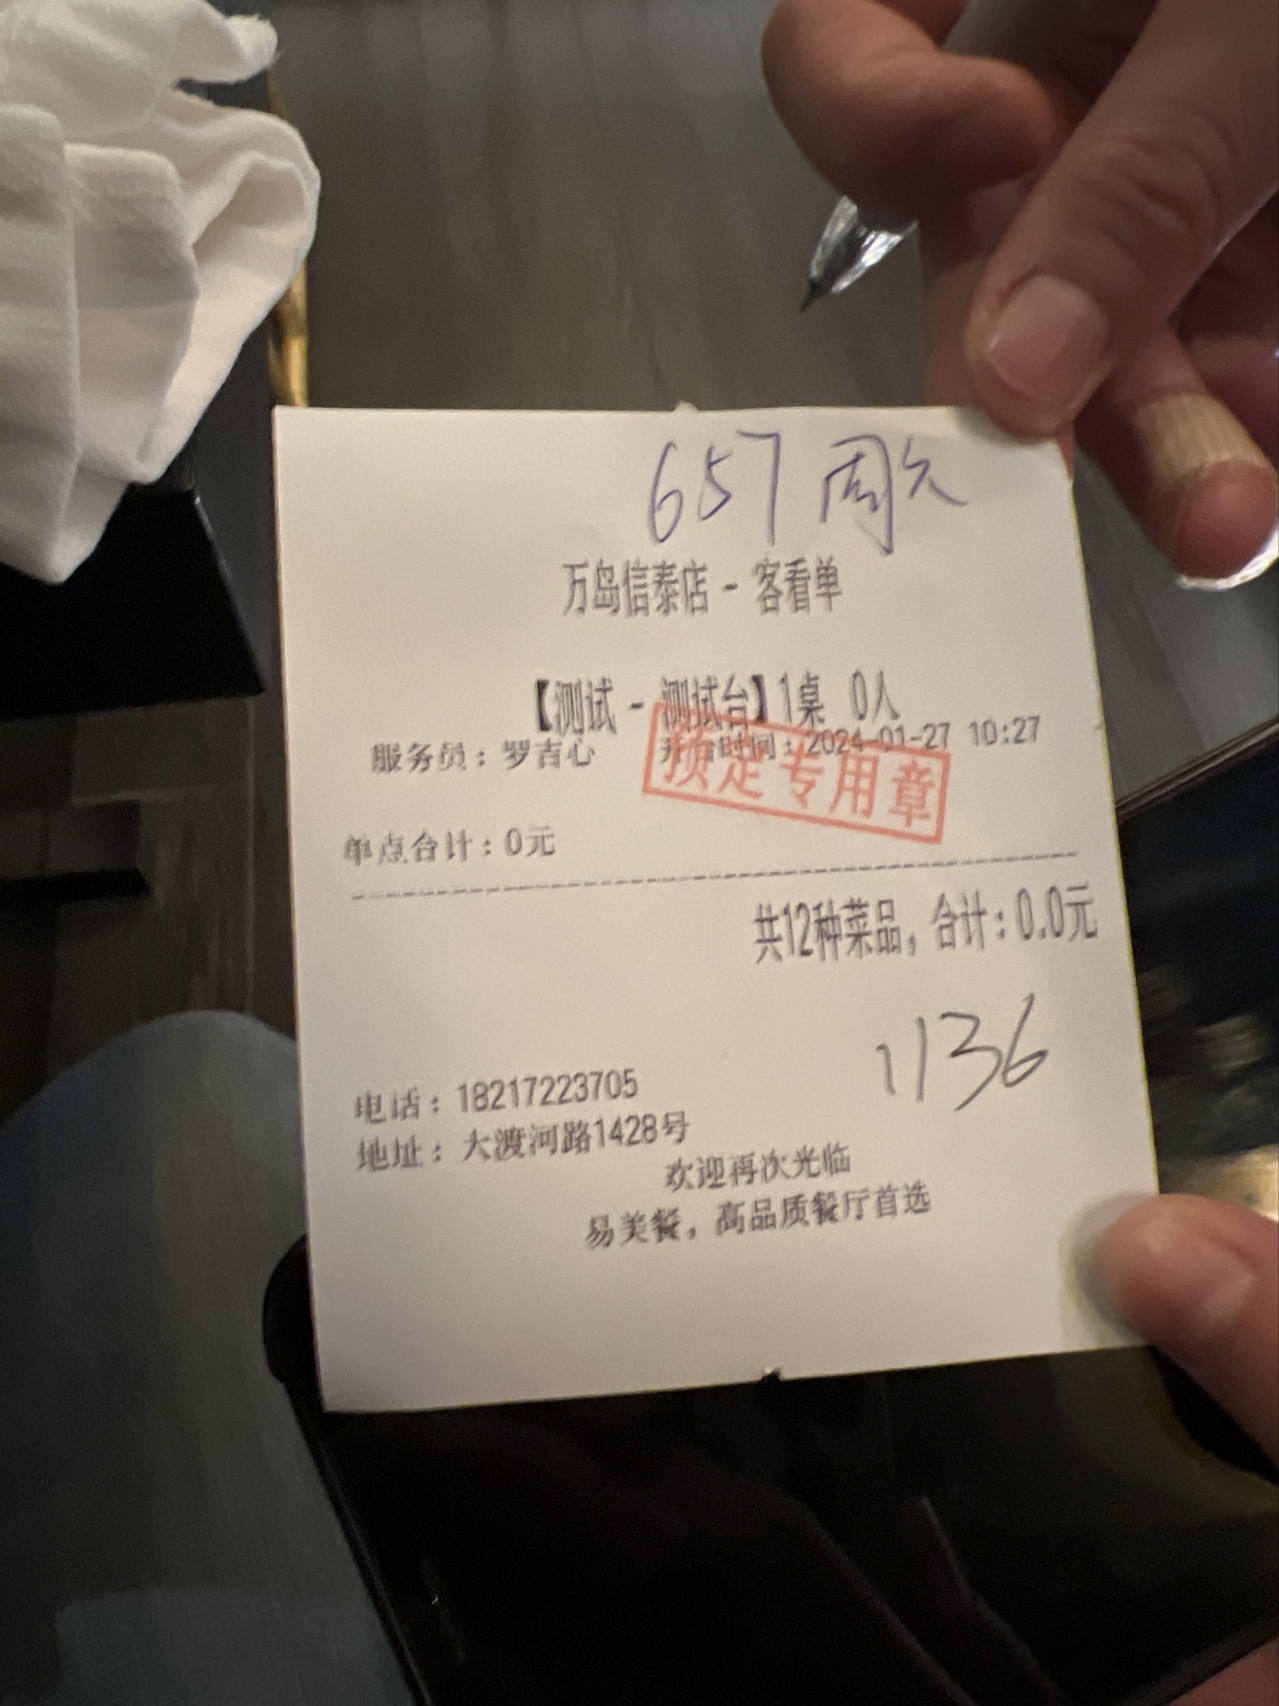 657 周久
万岛信泰店 - 客看单
【测试 - 测试台】1桌 0人
服务员：罗吉心 开台时间：2024-01-27 10:27
预定专用章
单点合计：0元
共12种菜品，合计：0.0元
1136
电话：18217223705
地址：大渡河路1428号
欢迎再次光临
易美餐，高品质餐厅首选